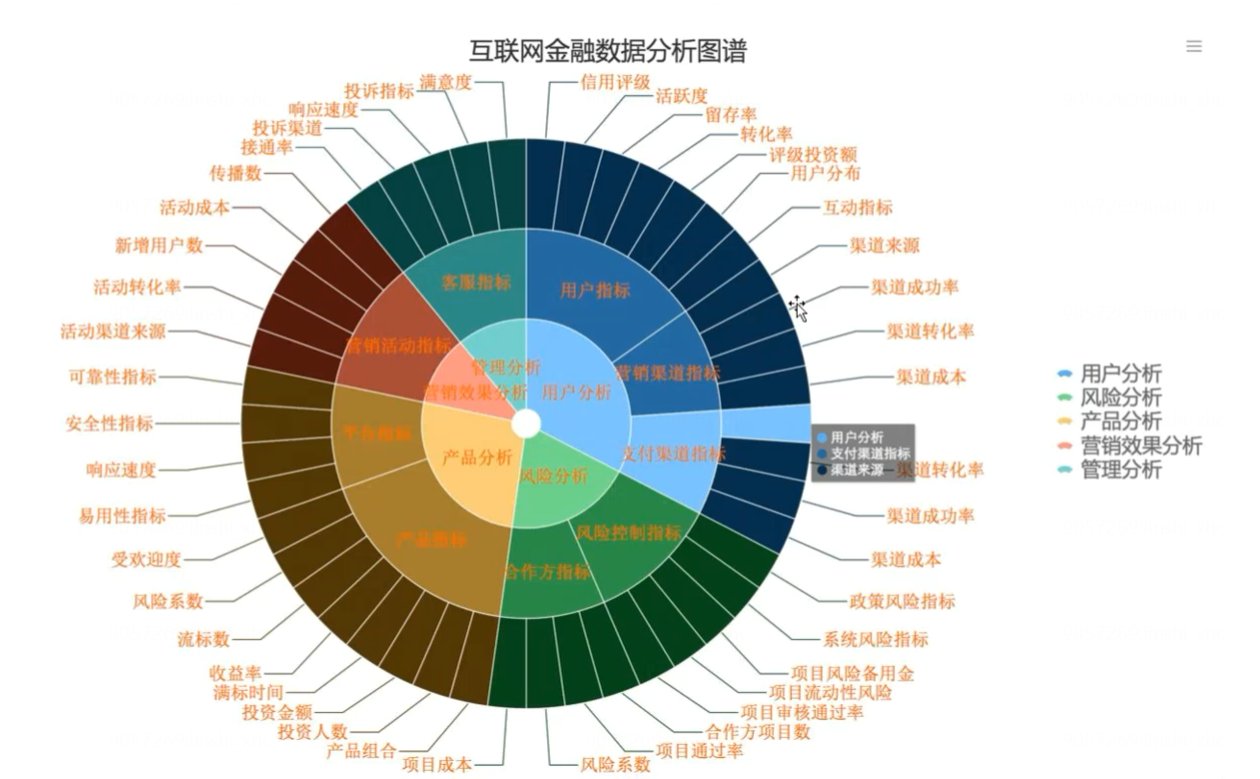 互联网金融数据分析图谱
信用评级
活跃度
留存率
转化率
评级投资额
用户分布
互动指标
渠道来源
渠道成功率
渠道转化率
渠道成本
渠道转化率
渠道成功率
渠道成本
政策风险指标
系统风险指标
项目风险备用金
项目流动性风险
项目审核通过率
合作方项目数
项目通过率
风险系数
项目成本
产品组合
投资人数
投资金额
满标时间
收益率
流标数
风险系数
受欢迎度
易用性指标
响应速度
安全性指标
可靠性指标
活动渠道来源
活动转化率
新增用户数
活动成本
传播数
接通率
投诉渠道
响应速度
投诉指标
满意度
用户指标
营销渠道指标
支付渠道指标
风险控制指标
合作方指标
产品指标
平台指标
营销活动指标
客服指标
用户分析
风险分析
产品分析
营销效果分析
管理分析
用户分析
支付渠道指标
渠道来源
用户分析
风险分析
产品分析
营销效果分析
管理分析